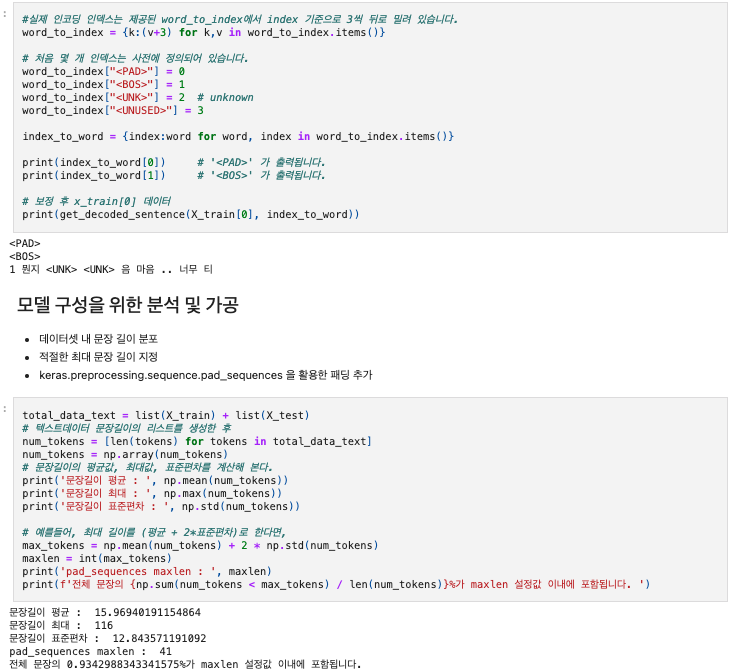 :
#실제 인코딩 인덱스는 제공된 word_to_index에서 index 기준으로 3씩 뒤로 밀려 있습니다.
word_to_index = {k:(v+3) for k,v in word_to_index.items()}
# 처음 몇 개 인덱스는 사전에 정의되어 있습니다.
word_to_index["<PAD>"] = 0
word_to_index["<BOS>"] = 1
word_to_index["<UNK>"] = 2  # unknown
word_to_index["<UNUSED>"] = 3
index_to_word = {index:word for word, index in word_to_index.items()}
print(index_to_word[0])     # '<PAD>' 가 출력됩니다.
print(index_to_word[1])     # '<BOS>' 가 출력됩니다.
# 보정 후 x_train[0] 데이터
print(get_decoded_sentence(X_train[0], index_to_word))
<PAD>
<BOS>
1 뭔지 <UNK> <UNK> 음 마음 .. 너무 티
모델 구성을 위한 분석 및 가공
• 데이터셋 내 문장 길이 분포
• 적절한 최대 문장 길이 지정
• keras.preprocessing.sequence.pad_sequences 을 활용한 패딩 추가
:
total_data_text = list(X_train) + list(X_test)
# 텍스트데이터 문장길이의 리스트를 생성한 후
num_tokens = [len(tokens) for tokens in total_data_text]
num_tokens = np.array(num_tokens)
# 문장길이의 평균값, 최대값, 표준편차를 계산해 본다.
print('문장길이 평균 : ', np.mean(num_tokens))
print('문장길이 최대 : ', np.max(num_tokens))
print('문장길이 표준편차 : ', np.std(num_tokens))
# 예를들어, 최대 길이를 (평균 + 2*표준편차)로 한다면,
max_tokens = np.mean(num_tokens) + 2 * np.std(num_tokens)
maxlen = int(max_tokens)
print('pad_sequences maxlen : ', maxlen)
print(f'전체 문장의 {np.sum(num_tokens < max_tokens) / len(num_tokens)}%가 maxlen 설정값 이내에 포함됩니다. ')
문장길이 평균 :  15.96940191154864
문장길이 최대 :  116
문장길이 표준편차 :  12.843571191092
pad_sequences maxlen :  41
전체 문장의 0.9342988343341575%가 maxlen 설정값 이내에 포함됩니다.